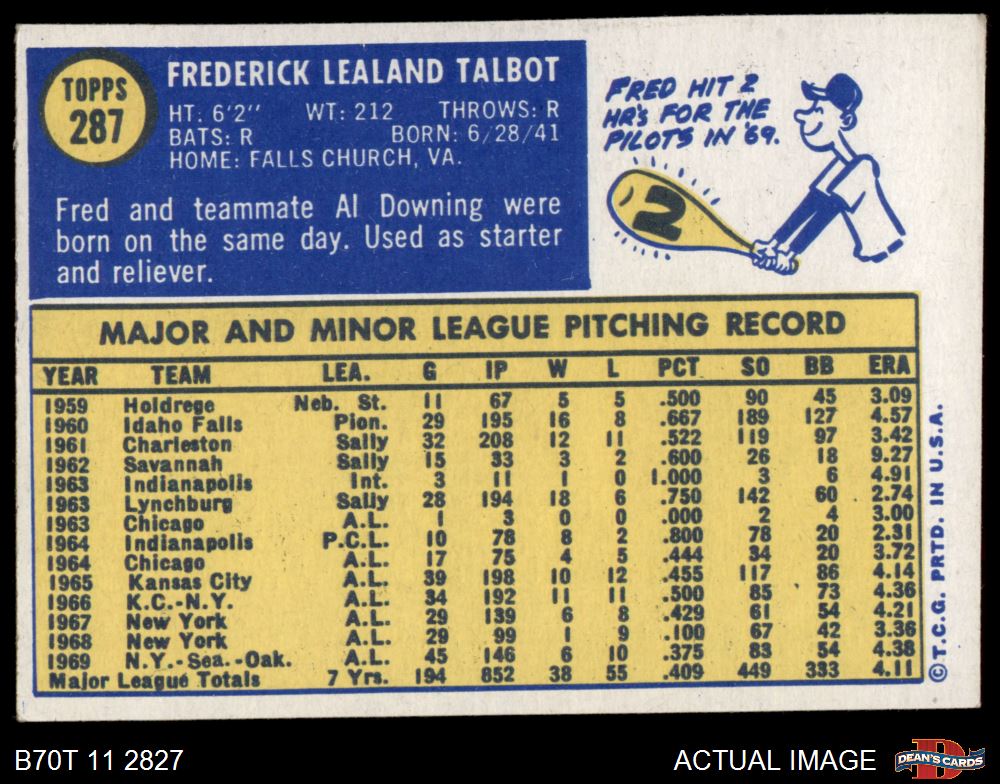 TOPPS
287
FREDERICK LEALAND TALBOT
HT: 6'2" WT: 212 THROWS: R
BATS: R BORN: 6/28/41
HOME: FALLS CHURCH, VA.
Fred and teammate Al Downing were
born on the same day. Used as starter
and reliever.
FRED HIT 2
HR'S FOR THE
PILOTS IN '69.
2
MAJOR AND MINOR LEAGUE PITCHING RECORD
YEAR TEAM LEA. G IP W L PCT SO BB ERA
1959 Holdrege Neb. St. 11 67 5 5 .500 90 45 3.09
1960 Idaho Falls Pion. 29 195 16 8 .667 189 127 4.57
1961 Charleston Sally 32 208 12 11 .522 119 97 3.42
1962 Savannah Sally 15 33 3 2 .600 26 18 9.27
1963 Indianapolis Int. 3 11 1 0 1.000 3 6 4.91
1963 Lynchburg Sally 28 194 18 6 .750 142 60 2.74
1963 Chicago A.L. 1 3 0 0 .000 2 4 3.00
1964 Indianapolis P.C.L. 10 78 8 2 .800 78 20 2.31
1964 Chicago A.L. 17 75 4 5 .444 34 20 3.72
1965 Kansas City A.L. 39 198 10 12 .455 117 86 4.14
1966 K.C.-N.Y. A.L. 34 192 11 11 .500 85 73 4.36
1967 New York A.L. 29 139 6 8 .429 61 54 4.21
1968 New York A.L. 29 99 1 9 .100 67 42 3.36
1969 N.Y.-Sea.-Oak. A.L. 45 146 6 10 .375 83 54 4.38
Major League Totals 7 Yrs. 194 852 38 55 .409 449 333 4.11
© T.C.G. PRTD. IN U.S.A.
B70T 11 2827
ACTUAL IMAGE
DEAN'S CARDS